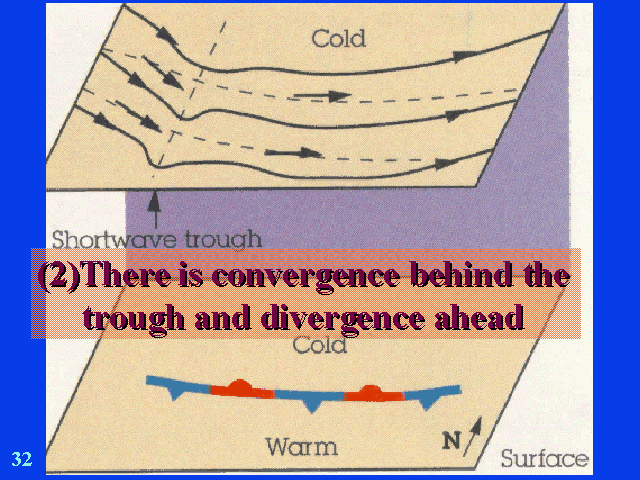 Cold
Shortwave trough
(2)There is convergence behind the
trough and divergence ahead
Cold
Warm
N
Surface
32